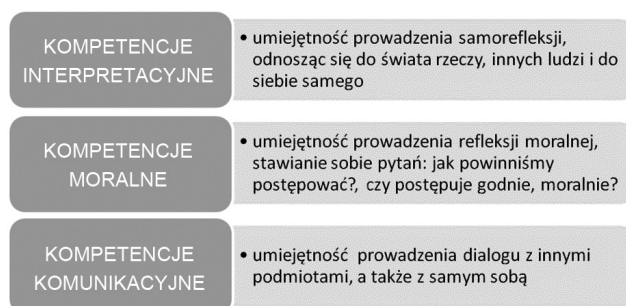 KOMPETENCJE
INTERPRETACYJNE
• umiejętność prowadzenia samorefleksji,
odnosząc się do świata rzeczy, innych ludzi i do
siebie samego
KOMPETENCJE
MORALNE
• umiejętność prowadzenia refleksji moralnej,
stawianie sobie pytań: jak powinniśmy
postępować?, czy postępuje godnie, moralnie?
KOMPETENCJE
KOMUNIKACYJNE
• umiejętność prowadzenia dialogu z innymi
podmiotami, a także z samym sobą